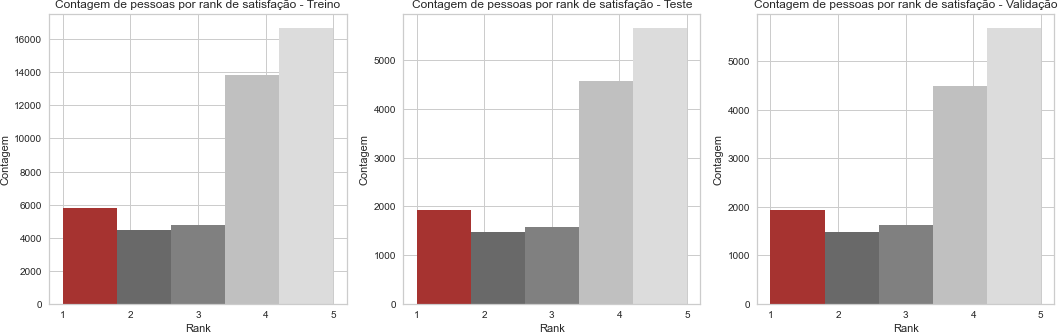 Contagem de pessoas por rank de satisfação - Treino
16000
14000
12000
10000
8000
6000
4000
2000
0
Contagem
1 2 3 4 5
Rank
Contagem de pessoas por rank de satisfação - Teste
5000
4000
3000
2000
1000
0
Contagem
1 2 3 4 5
Rank
Contagem de pessoas por rank de satisfação - Validação
5000
4000
3000
2000
1000
0
Contagem
1 2 3 4 5
Rank